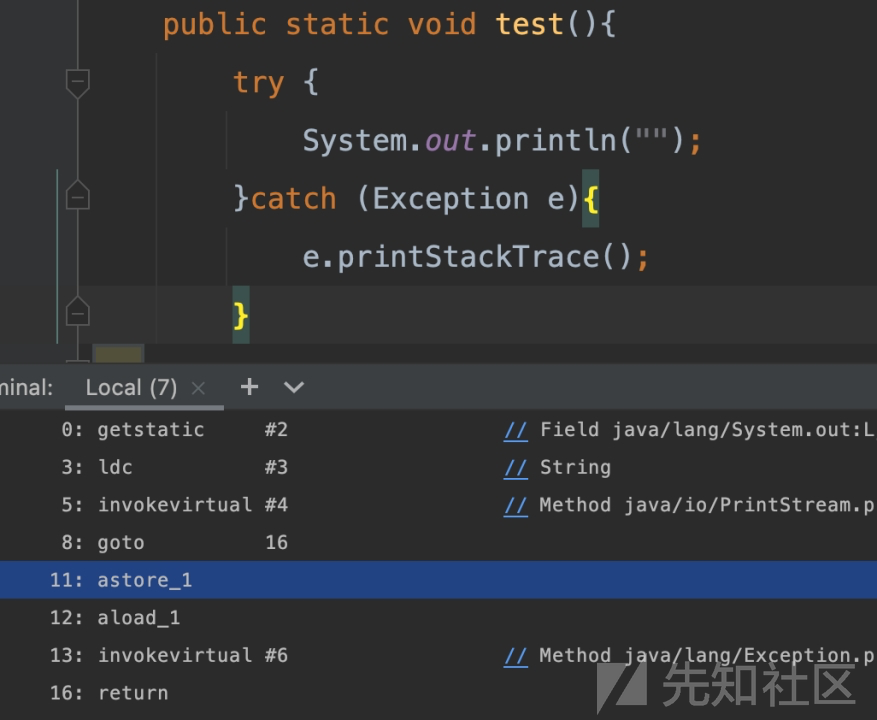 public static void test(){
try {
System.out.println("");
}catch (Exception e){
e.printStackTrace();
}
minal: Local (7) × +
0: getstatic #2 // Field java/lang/System.out:L
3: ldc #3 // String
5: invokevirtual #4 // Method java/io/PrintStream.p
8: goto 16
11: astore_1
12: aload_1
13: invokevirtual #6 // Method java/lang/Exception.p
16: return
先知社区